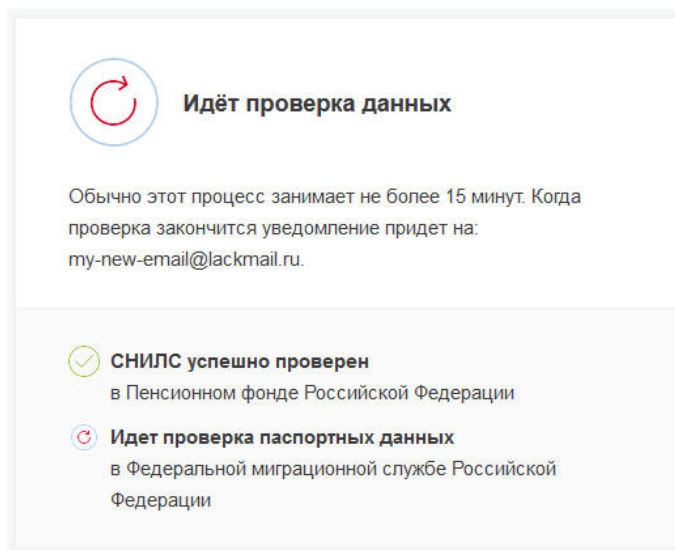 Идёт проверка данных
Обычно этот процесс занимает не более 15 минут. Когда
проверка закончится уведомление придет на:
my-new-email@lackmail.ru.
СНИЛС успешно проверен
в Пенсионном фонде Российской Федерации
Идет проверка паспортных данных
в Федеральной миграционной службе Российской
Федерации